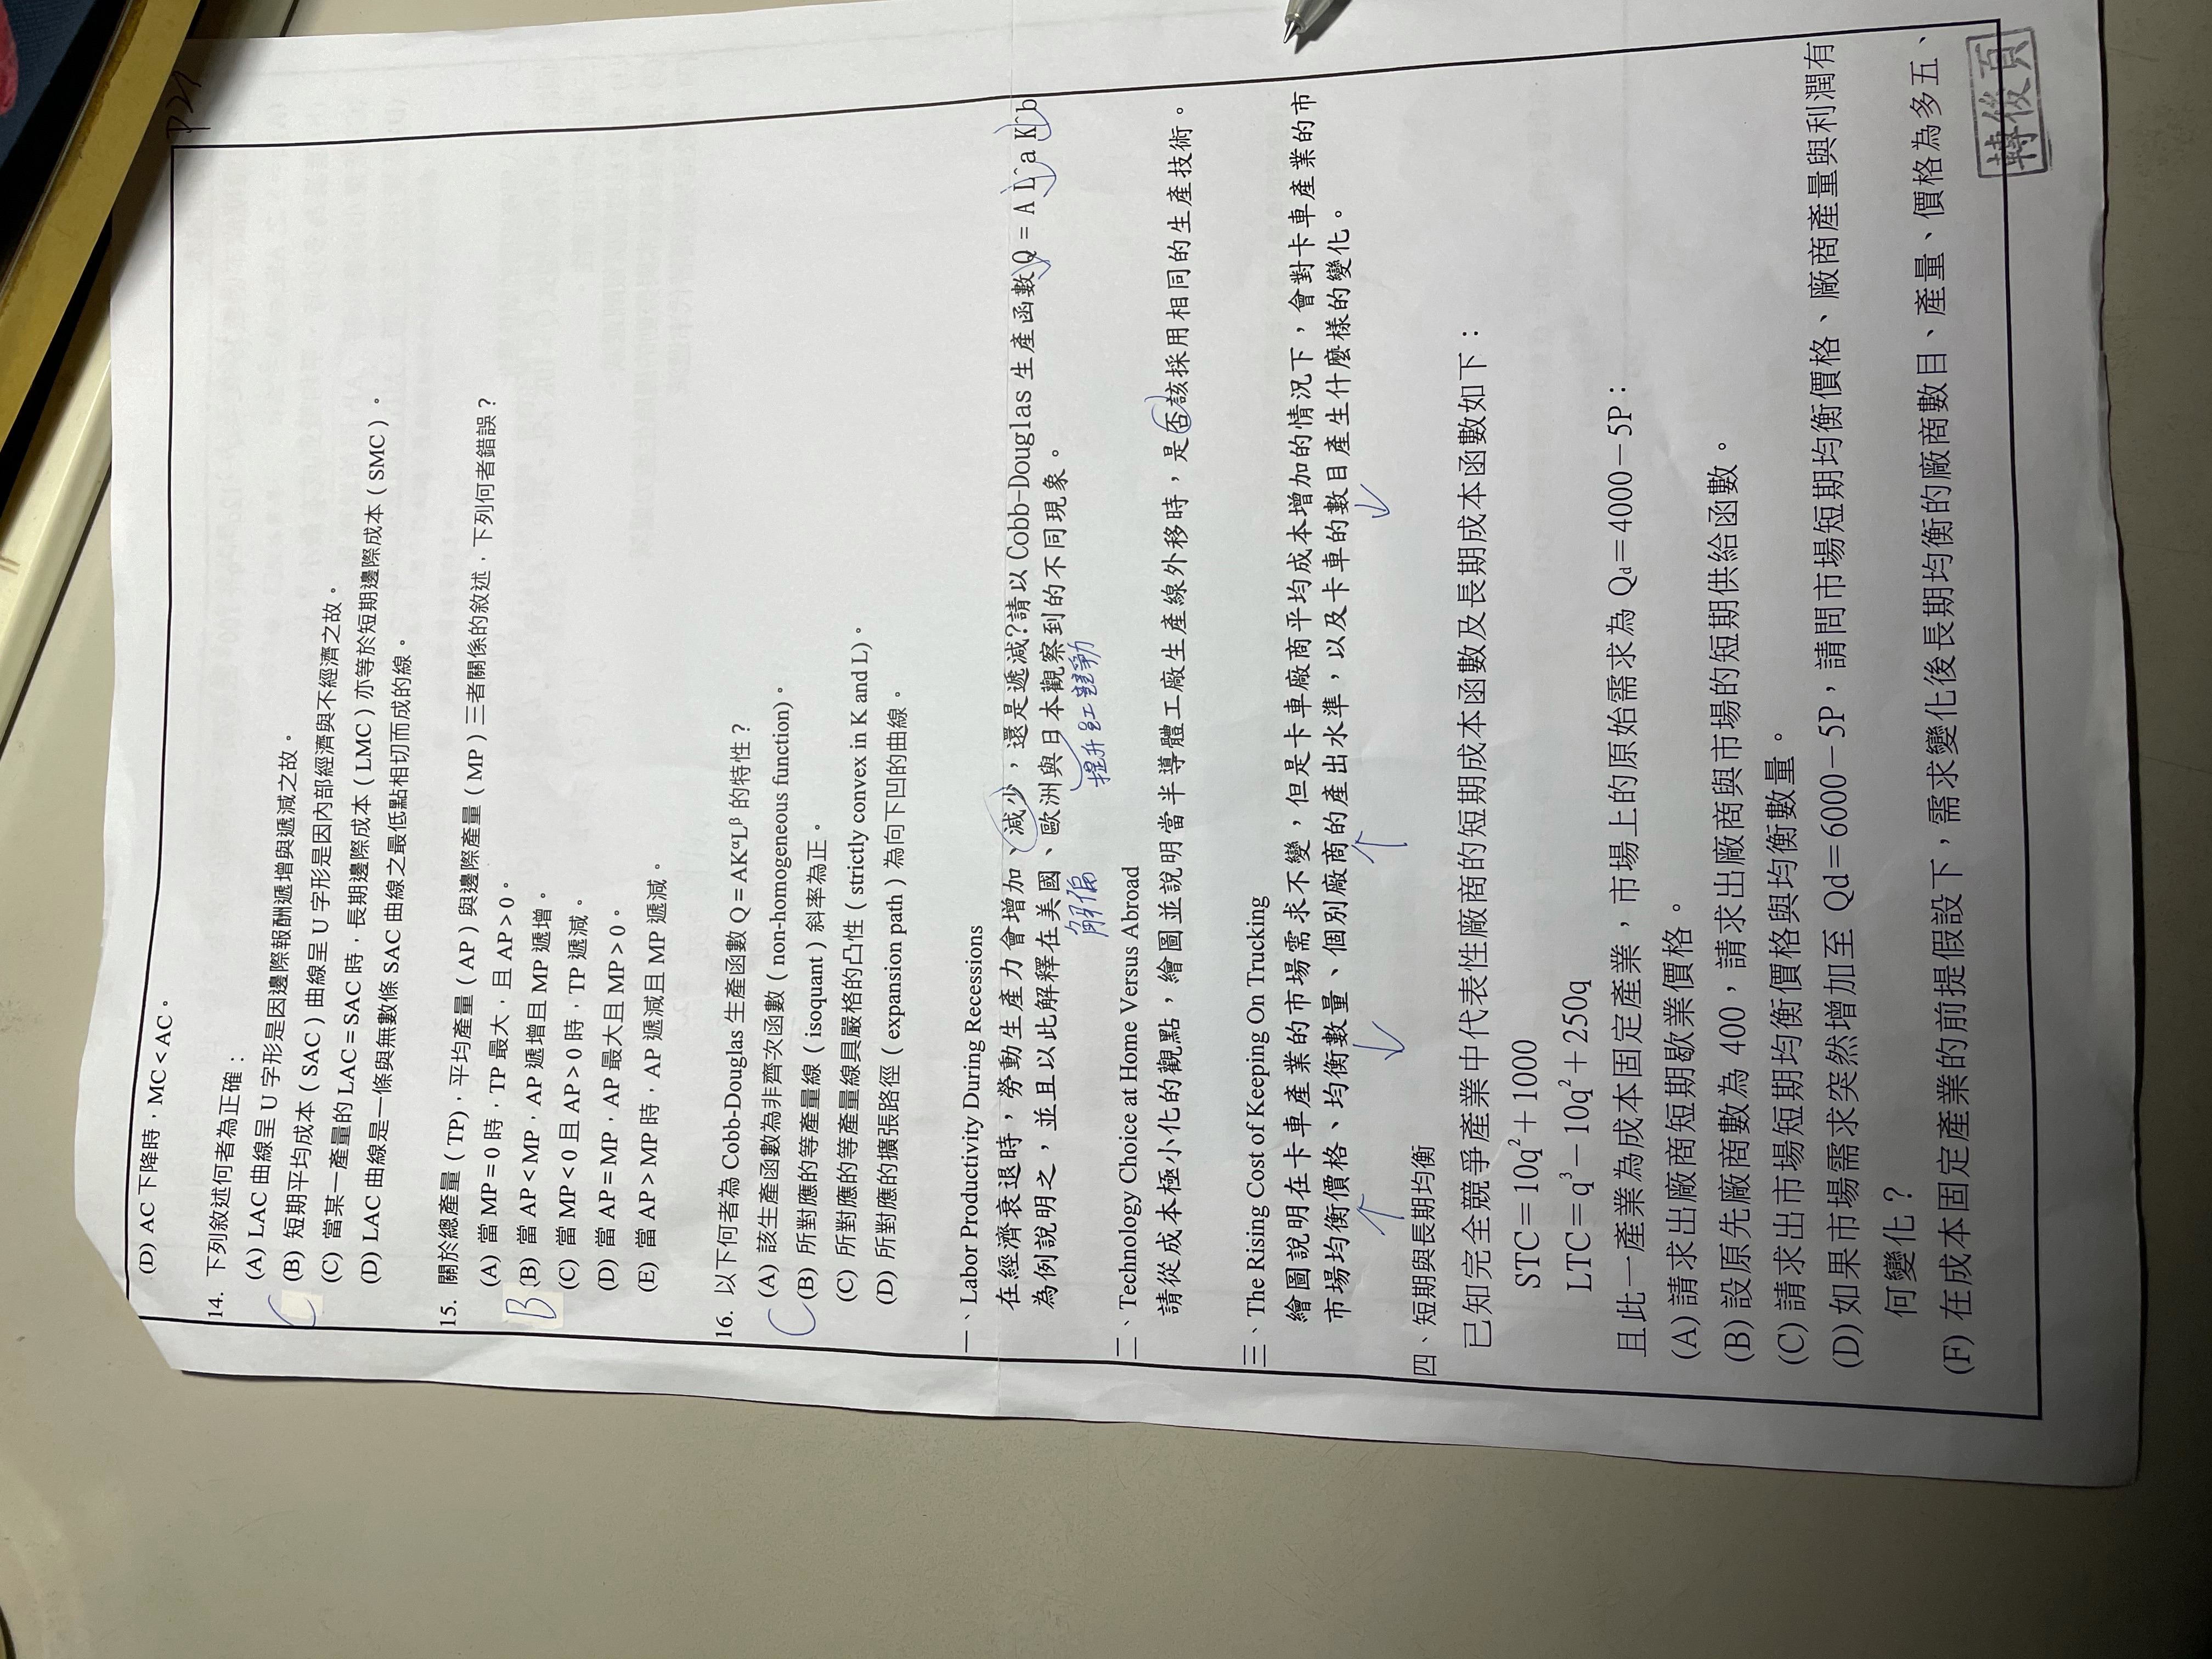 P21
(D) AC 下降時，MC < AC。
14. 下列敘述何者為正確：
(A) LAC 曲線呈 U 字形是因邊際報酬遞增與遞減之故。
C
(B) 短期平均成本（SAC）曲線呈 U 字形是因內部經濟與不經濟之故。
(C) 當某一產量的 LAC = SAC 時，長期邊際成本（LMC）亦等於短期邊際成本（SMC）。
(D) LAC 曲線是一條與無數條 SAC 曲線之最低點相切而成的線。
15. 關於總產量（TP)，平均產量（AP）與邊際產量（MP）三者關係的敘述，下列何者錯誤？
(A) 當 MP = 0 時，TP 最大，且 AP > 0。
B
(B) 當 AP < MP，AP 遞增且 MP 遞增。
(C) 當 MP < 0 且 AP > 0 時，TP 遞減。
(D) 當 AP = MP，AP 最大且 MP > 0。
(E) 當 AP > MP 時，AP 遞減且 MP 遞減。
16. 以下何者為 Cobb-Douglas 生產函數 Q = AKᵅLᵝ 的特性？
(A) 該生產函數為非齊次函數（non-homogeneous function)。
C
(B) 所對應的等產量線（isoquant）斜率為正。
(C) 所對應的等產量線具嚴格的凸性（strictly convex in K and L)。
(D) 所對應的擴張路徑（expansion path）為向下凹的曲線。
一、Labor Productivity During Recessions
在經濟衰退時，勞動生產力會增加、減少，還是遞減?請以 Cobb-Douglas 生產函數 Q = A L^a K^b
為例說明之，並且以此解釋在美國、歐洲與日本觀察到的不同現象。
解僱 提升 競爭力
二、Technology Choice at Home Versus Abroad
請從成本極小化的觀點，繪圖並說明當半導體工廠生產線外移時，是否該採用相同的生產技術。
三、The Rising Cost of Keeping On Trucking
繪圖說明在卡車產業的市場需求不變，但是卡車廠商平均成本增加的情況下，會對卡車產業的市
市場均衡價格、均衡數量、個別廠商的產出水準，以及卡車的數目產生什麼樣的變化。
↑ ↓ ↑ ↓
四、短期與長期均衡
已知完全競爭產業中代表性廠商的短期成本函數及長期成本函數如下：
STC＝10q²＋1000
LTC＝q³－10q²＋250q
且此一產業為成本固定產業，市場上的原始需求為 Qd＝4000－5P：
(A) 請求出廠商短期歇業價格。
(B) 設原先廠商數為 400，請求出廠商與市場的短期供給函數。
(C) 請求出市場短期均衡價格與均衡數量。
(D) 如果市場需求突然增加至 Qd＝6000－5P，請問市場短期均衡價格、廠商產量與利潤有
何變化？
(F) 在成本固定產業的前提假設下，需求變化後長期均衡的廠商數目、產量、價格為多五、
轉後頁